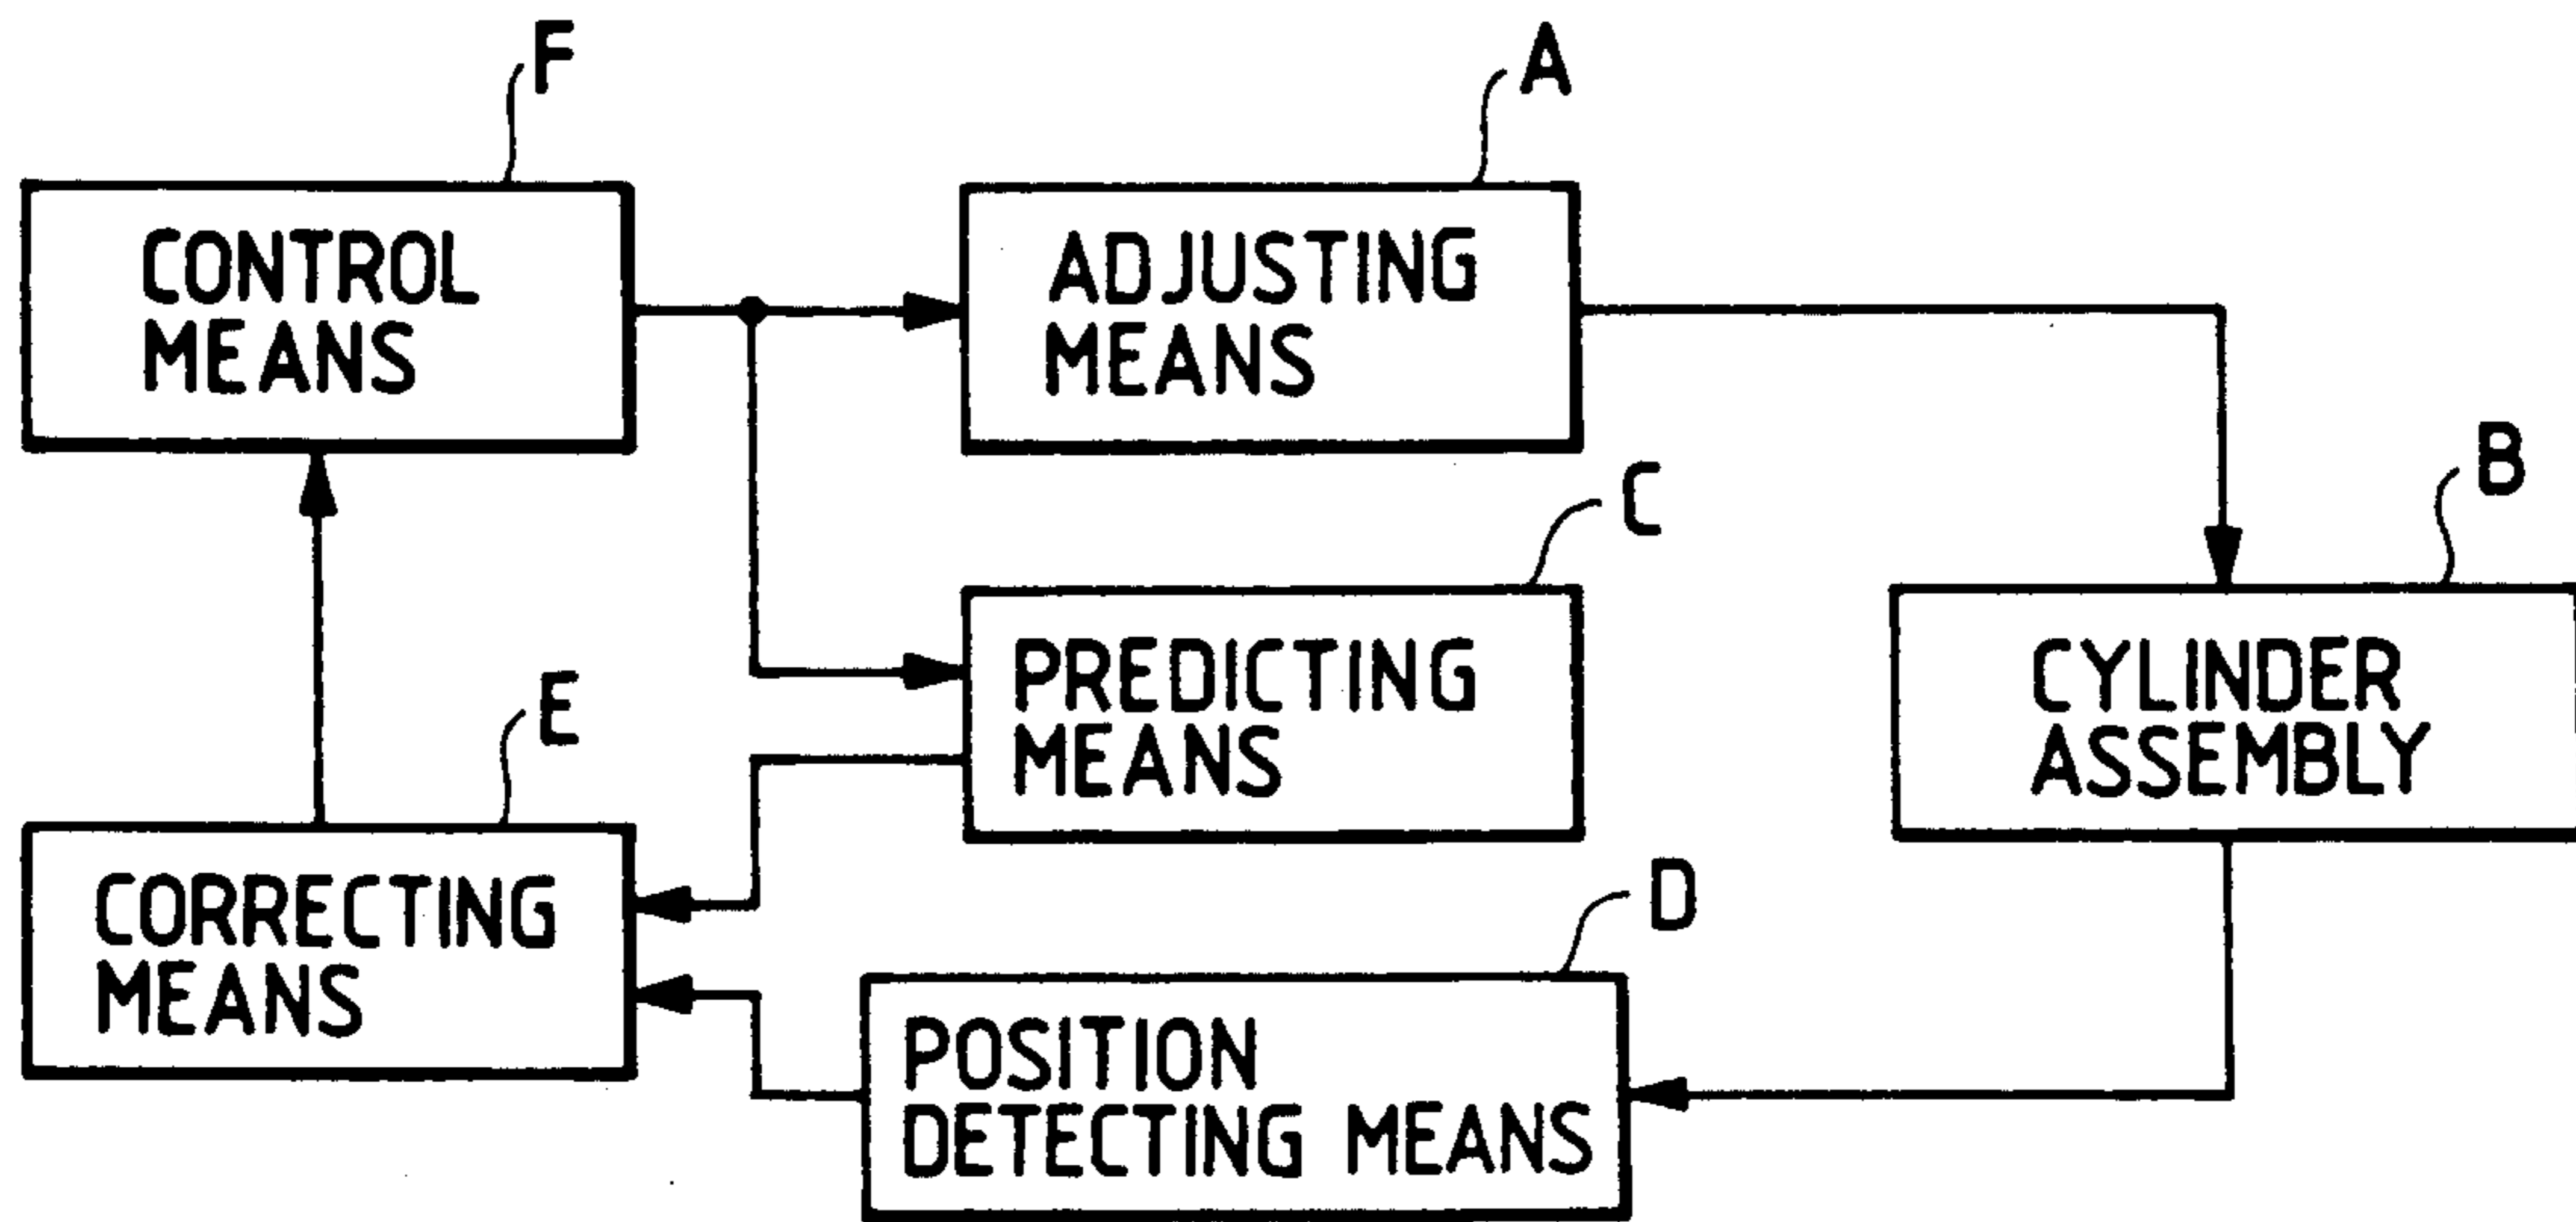 F
A
CONTROL
MEANS
ADJUSTING
MEANS
B
C
PREDICTING
MEANS
CYLINDER
ASSEMBLY
E
CORRECTING
MEANS
D
POSITION
DETECTING MEANS